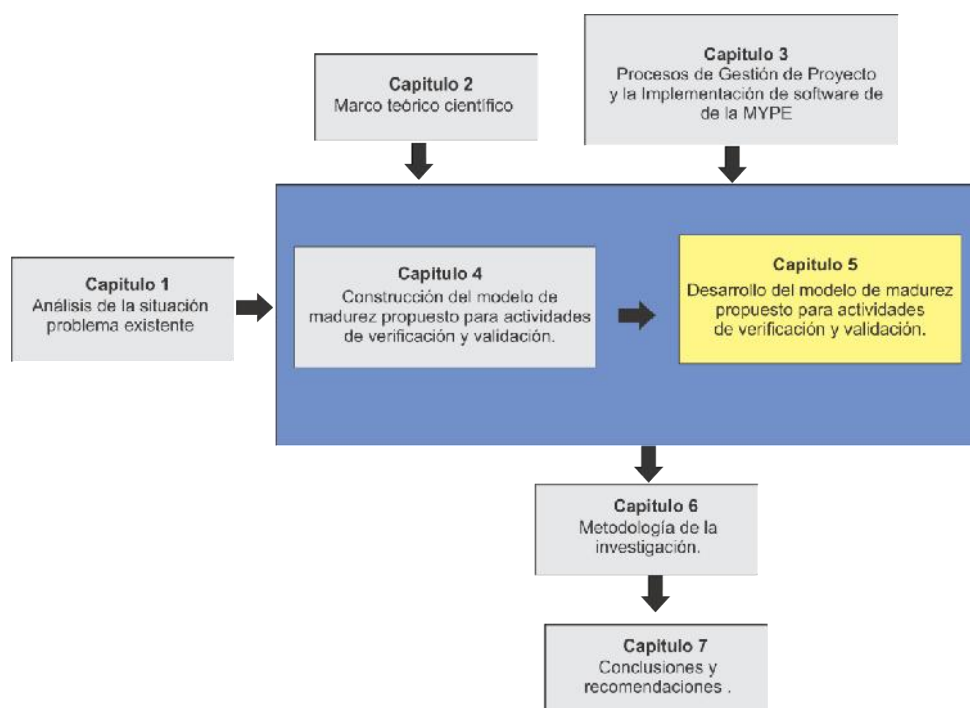 Capitulo 2
Marco teórico científico
Capitulo 3
Procesos de Gestión de Proyecto
y la Implementación de software de
de la MYPE
Capitulo 1
Análisis de la situación
problema existente
Capitulo 4
Construcción del modelo de
madurez propuesto para actividades
de verificación y validación.
Capitulo 5
Desarrollo del modelo de madurez
propuesto para actividades
de verificación y validación.
Capitulo 6
Metodología de la
investigación.
Capitulo 7
Conclusiones y
recomendaciones .